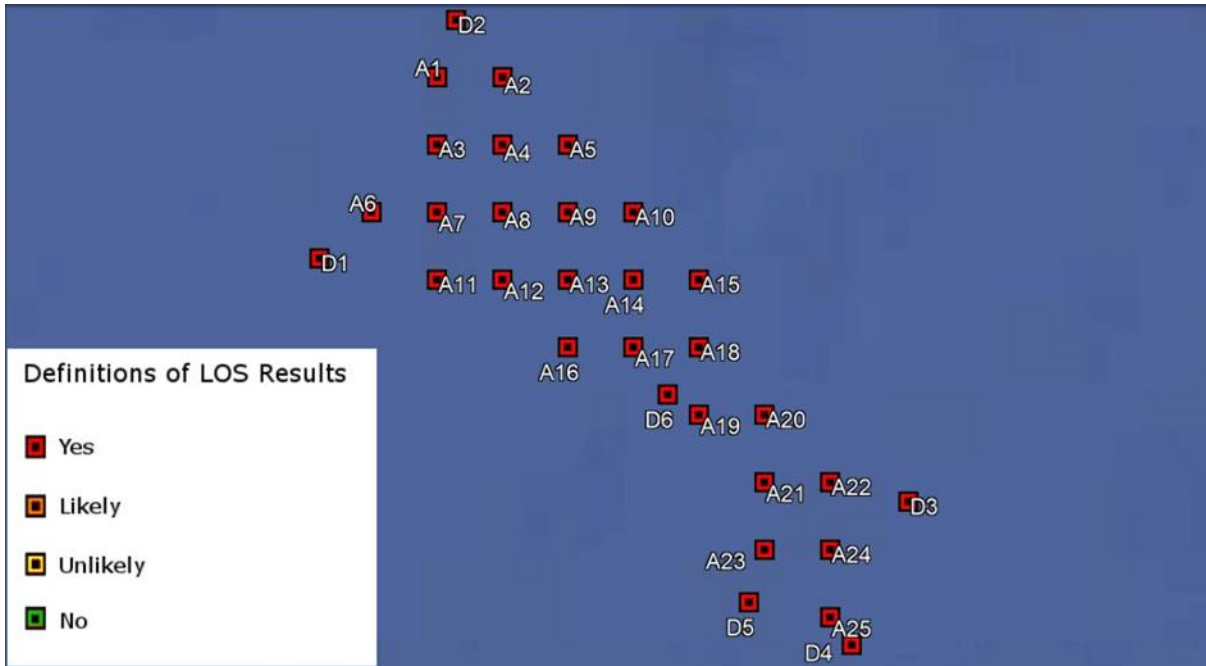 D2
A1
A2
A3
A4
A5
A6
A7
A8
A9
A10
D1
A11
A12
A13
A14
A15
A16
A17
A18
D6
A19
A20
A21
A22
D3
A23
A24
D5
A25
D4
Definitions of LOS Results
Yes
Likely
Unlikely
No